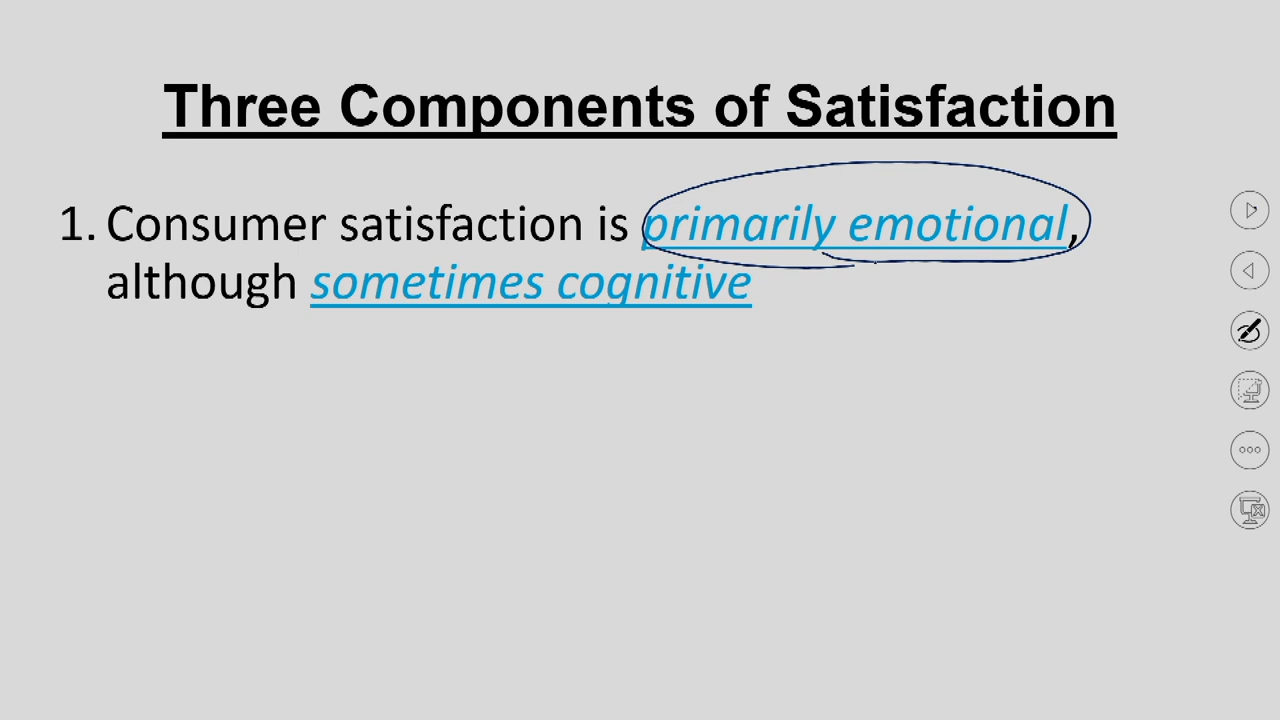 Three Components of Satisfaction
1. Consumer satisfaction is primarily emotional,
although sometimes cognitive